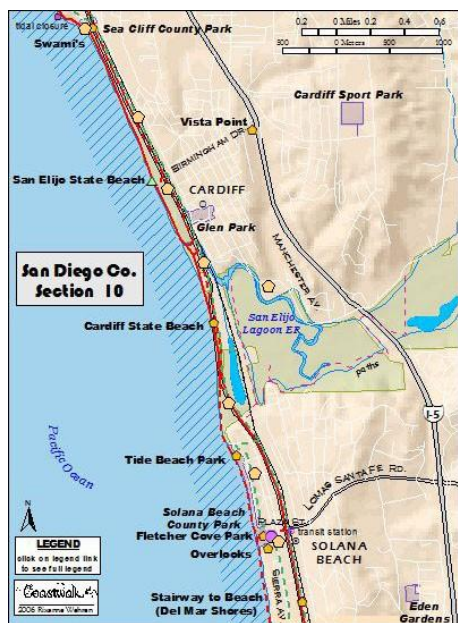 tidal closure
Sea Cliff County Park
Swami's
0.2 0 Miles 0.2 0.4 0.6
300 0 Meters 500 1000
Cardiff Sport Park
Vista Point
BIRMINGHAM DR
San Elijo State Beach
CARDIFF
Glen Park
MANCHESTER AV
San Diego Co.
Section 10
San Elijo
Lagoon ER
Cardiff State Beach
paths
I-5
Pacific Ocean
Tide Beach Park
LOMAS SANTA FE RD.
N
Solana Beach
County Park
PLAZA ST.
Fletcher Cove Park
transit station
Overlooks
SOLANA
BEACH
LEGEND
click on legend link
to see full legend
Coastwalk
2006 Rixanne Wehren
SIERRA AV
Stairway to Beach
(Del Mar Shores)
Eden
Gardens